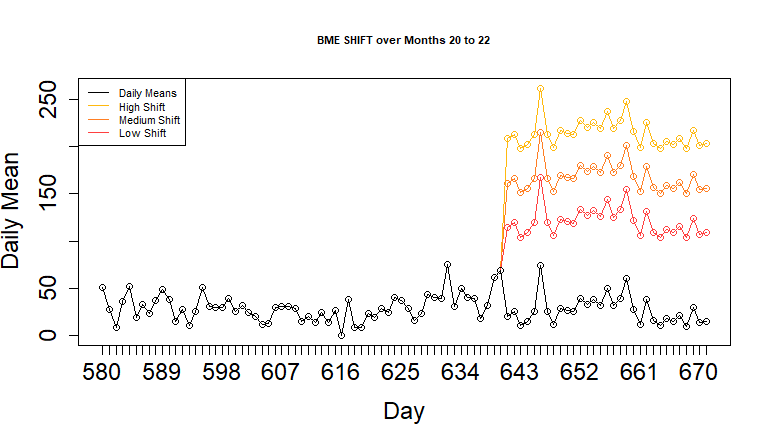 BME SHIFT over Months 20 to 22
Daily Means
High Shift
Medium Shift
Low Shift
Daily Mean
250
150
50
0
580 589 598 607 616 625 634 643 652 661 670
Day